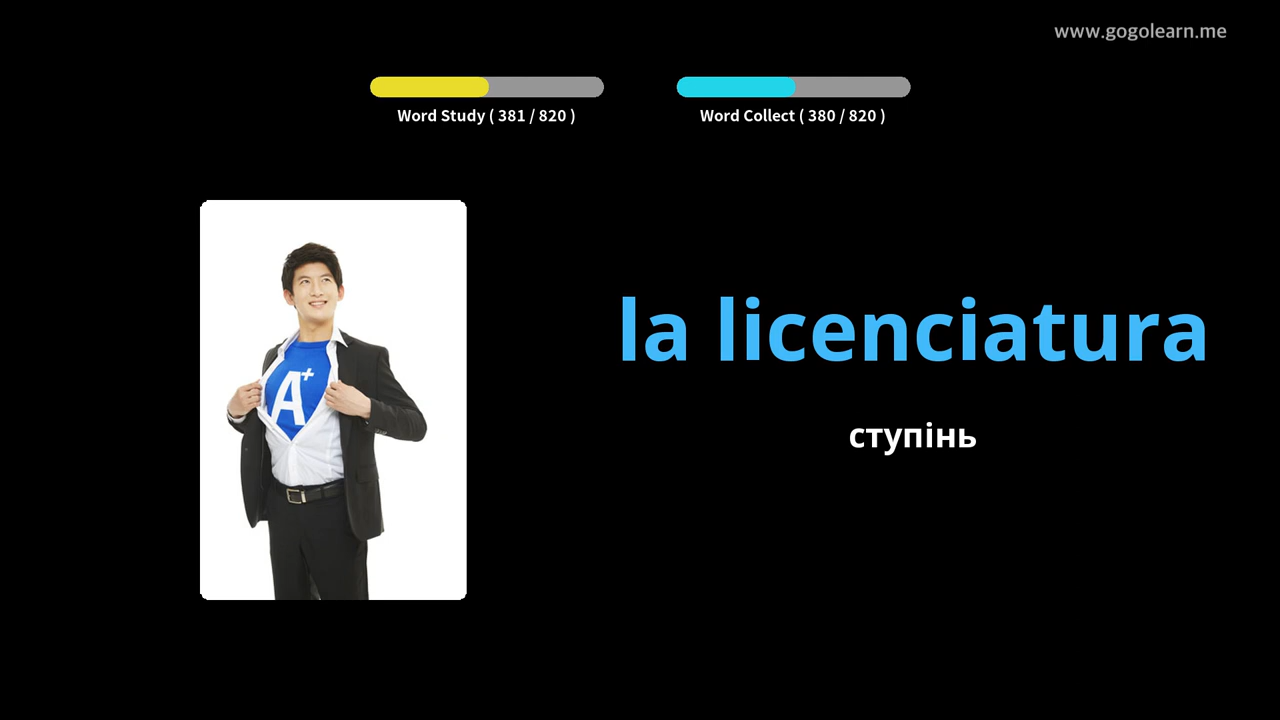 www.gogolearn.me
Word Study ( 381 / 820 )
Word Collect ( 380 / 820 )
A+
la licenciatura
ступінь